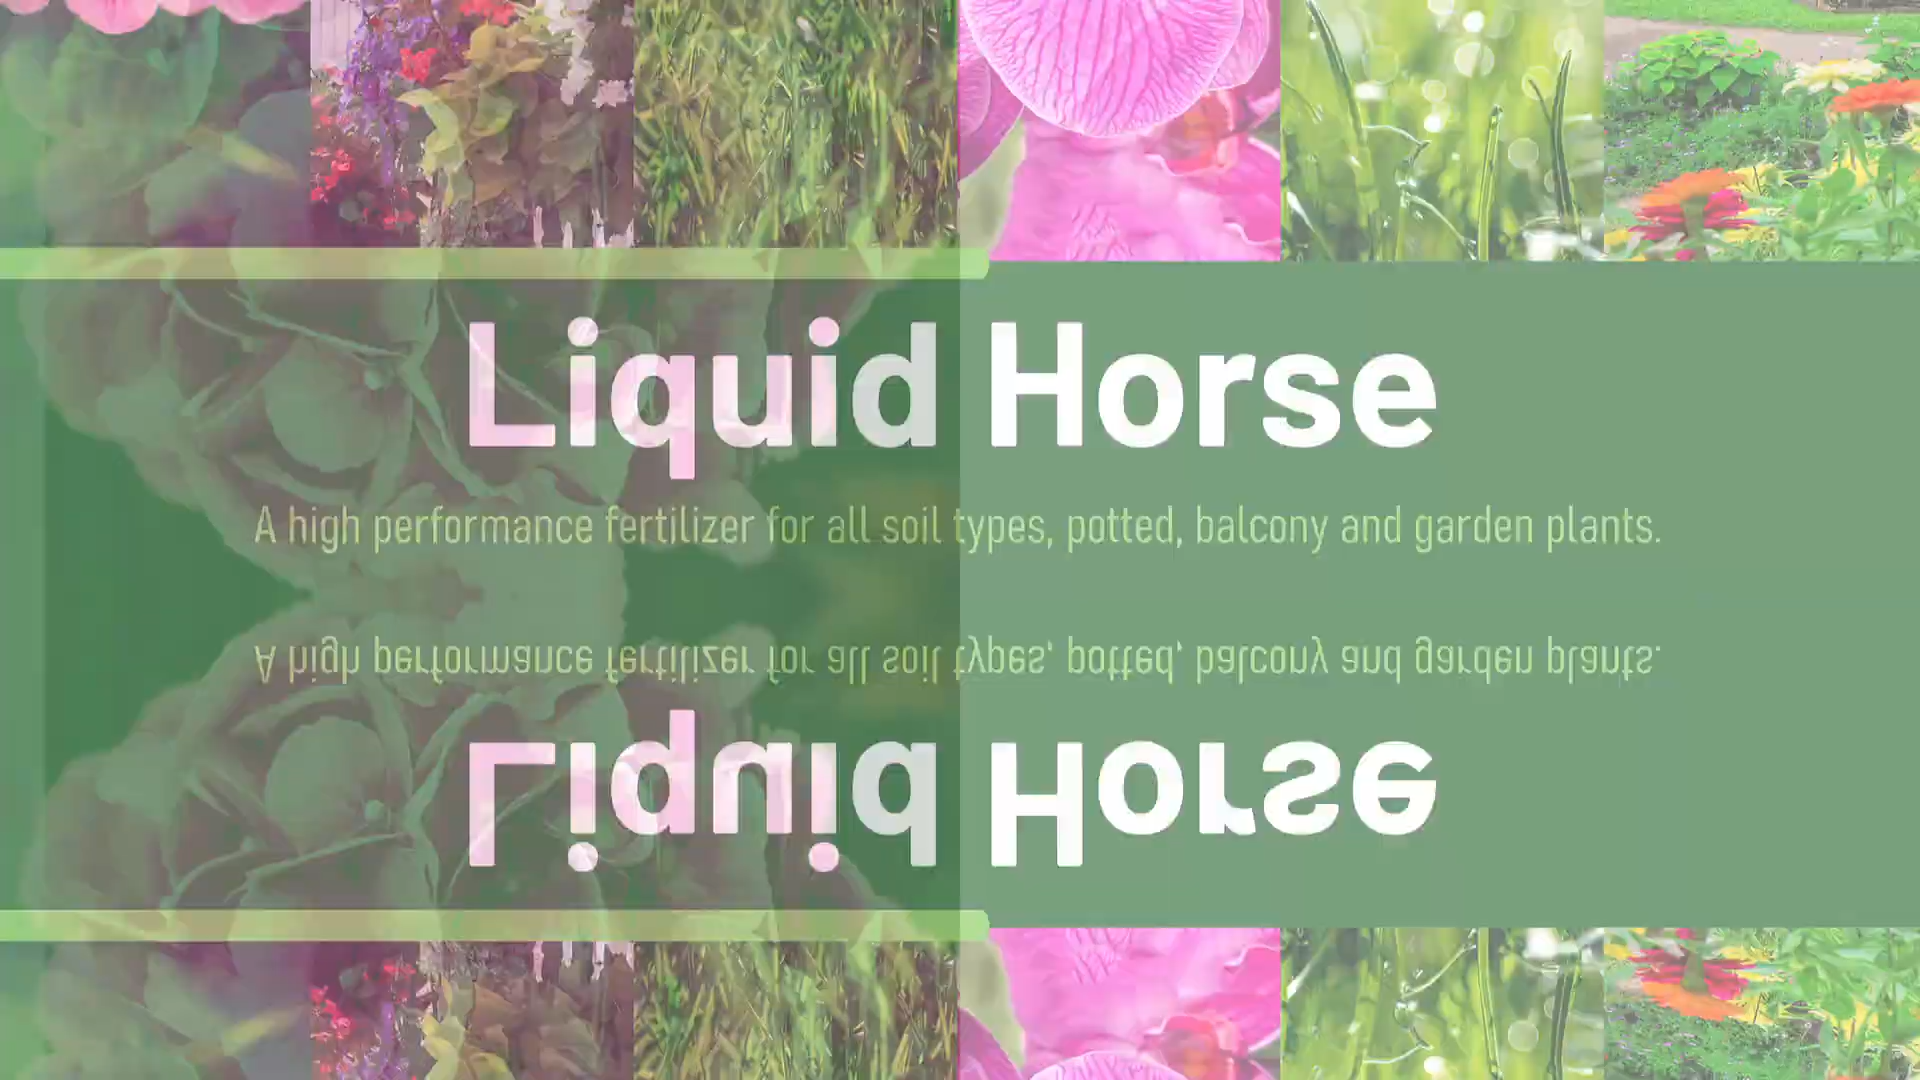 Liquid Horse
A high performance fertilizer for all soil types, potted, balcony and garden plants.
A high performance fertilizer for all soil types, potted, balcony and garden plants.
Liquid Horse